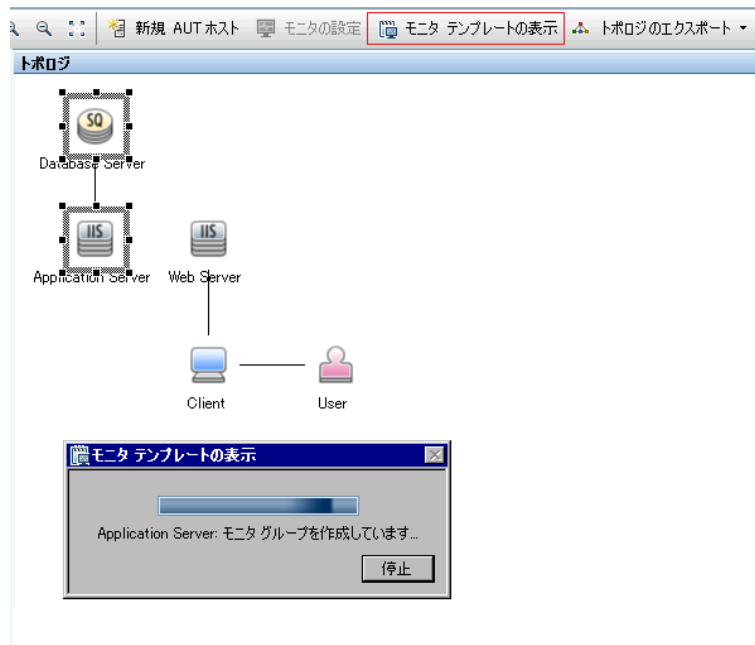 新規 AUT ホスト モニタの設定 モニタ テンプレートの表示 トポロジのエクスポート
トポロジ
SQ
Database Server
IIS IIS
Application Server Web Server
Client User
モニタ テンプレートの表示
Application Server: モニタ グループを作成しています...
停止